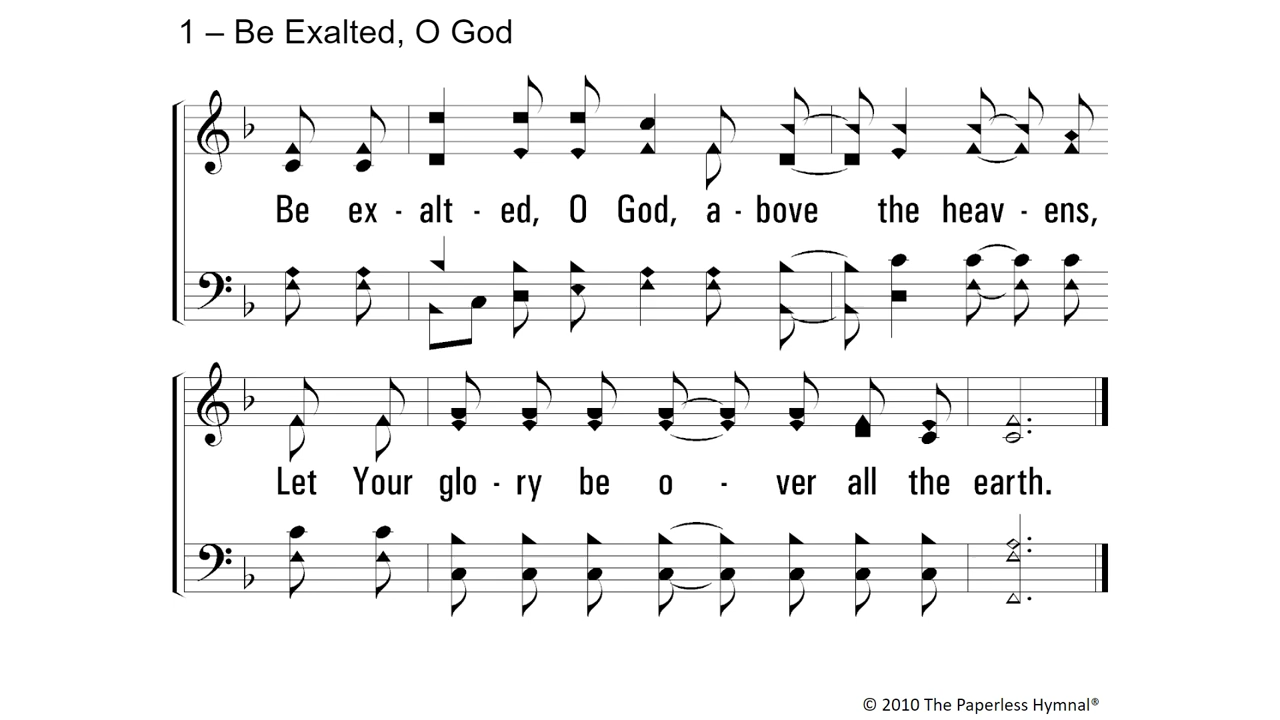 1 – Be Exalted, O God
Be ex - alt - ed, O God, a - bove the heav - ens,
Let Your glo - ry be o - ver all the earth.
© 2010 The Paperless Hymnal®